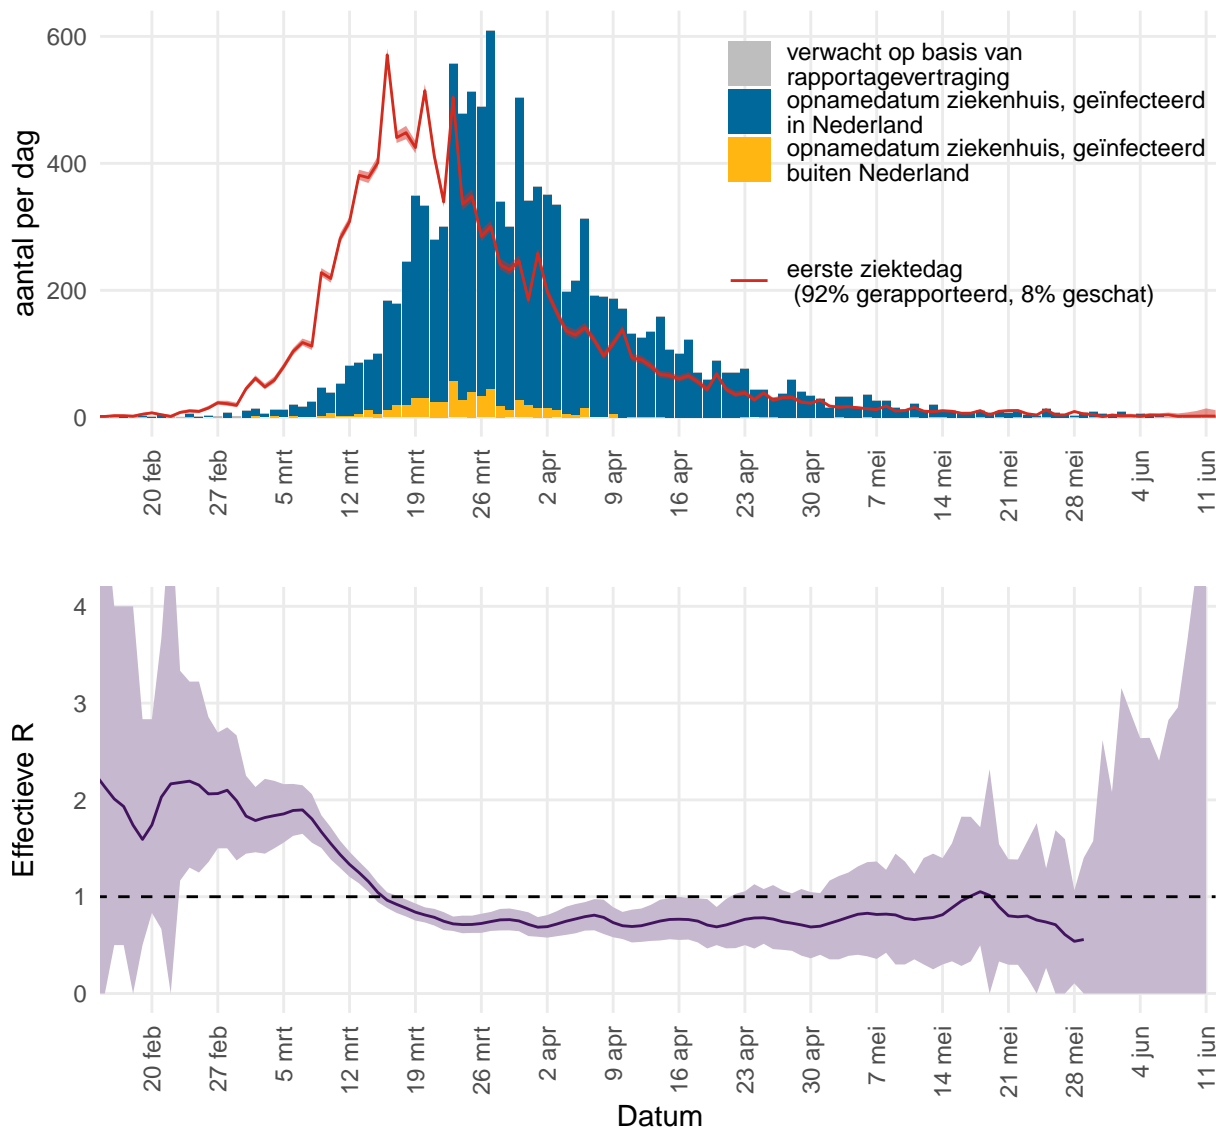 600
400
200
0
aantal per dag
verwacht op basis van
rapportagevertraging
opnamedatum ziekenhuis, geïnfecteerd
in Nederland
opnamedatum ziekenhuis, geïnfecteerd
buiten Nederland
eerste ziektedag
(92% gerapporteerd, 8% geschat)
20 feb
27 feb
5 mrt
12 mrt
19 mrt
26 mrt
2 apr
9 apr
16 apr
23 apr
30 apr
7 mei
14 mei
21 mei
28 mei
4 jun
11 jun
4
3
2
1
0
Effectieve R
20 feb
27 feb
5 mrt
12 mrt
19 mrt
26 mrt
2 apr
9 apr
16 apr
23 apr
30 apr
7 mei
14 mei
21 mei
28 mei
4 jun
11 jun
Datum